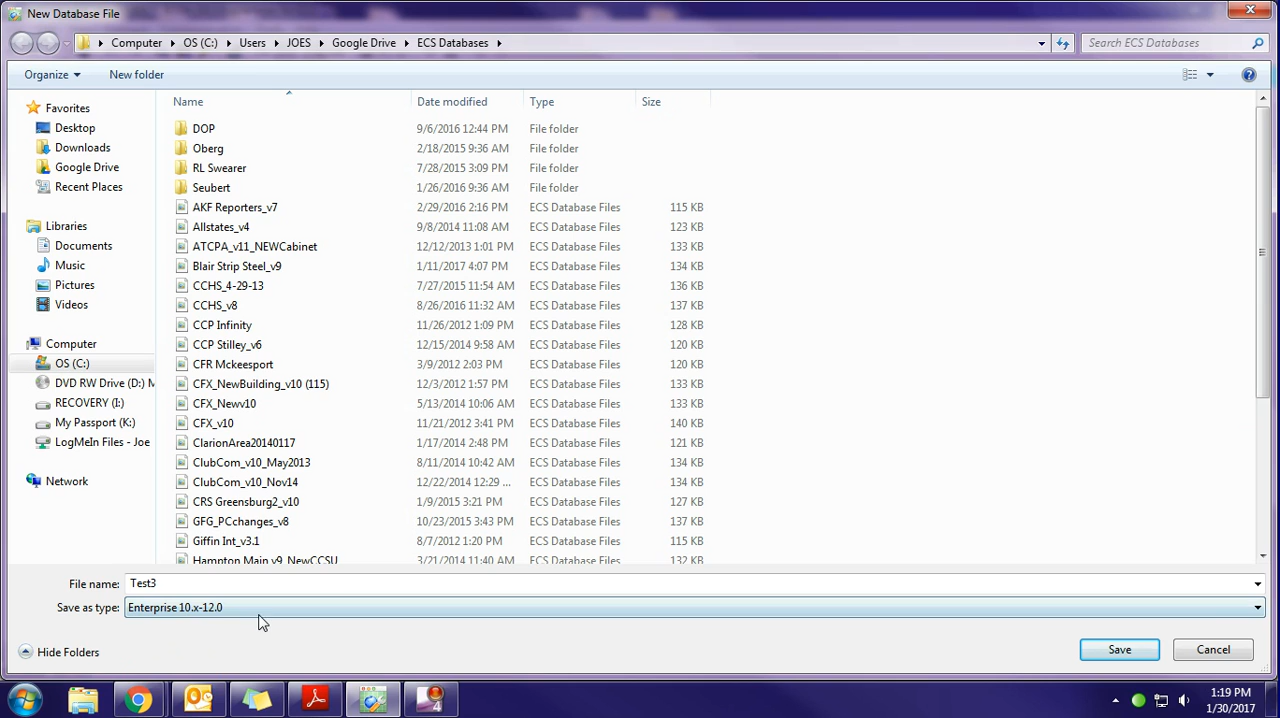 New Database File
Computer OS (C:) Users JOES Google Drive ECS Databases
Search ECS Databases
Organize New folder
Name Date modified Type Size
Favorites
Desktop
Downloads
Google Drive
Recent Places
Libraries
Documents
Music
Pictures
Videos
Computer
OS (C:)
DVD RW Drive (D:) M
RECOVERY (I:)
My Passport (K:)
LogMeIn Files - Joe
Network
DOP 9/6/2016 12:44 PM File folder
Oberg 2/18/2015 9:36 AM File folder
RL Swearer 7/28/2015 3:09 PM File folder
Seubert 1/26/2016 9:36 AM File folder
AKF Reporters_v7 2/29/2016 2:16 PM ECS Database Files 115 KB
Allstates_v4 9/8/2014 11:08 AM ECS Database Files 123 KB
ATCPA_v11_NEWCabinet 12/12/2013 1:01 PM ECS Database Files 133 KB
Blair Strip Steel_v9 1/11/2017 4:07 PM ECS Database Files 134 KB
CCHS_4-29-13 7/27/2015 11:54 AM ECS Database Files 136 KB
CCHS_v8 8/26/2016 11:32 AM ECS Database Files 137 KB
CCP Infinity 11/26/2012 1:09 PM ECS Database Files 128 KB
CCP Stilley_v6 12/15/2014 9:58 AM ECS Database Files 120 KB
CFR Mckeesport 3/9/2012 2:03 PM ECS Database Files 120 KB
CFX_NewBuilding_v10 (115) 12/3/2012 1:57 PM ECS Database Files 133 KB
CFX_Newv10 5/13/2014 10:06 AM ECS Database Files 133 KB
CFX_v10 11/21/2012 3:41 PM ECS Database Files 140 KB
ClarionArea20140117 1/17/2014 2:48 PM ECS Database Files 121 KB
ClubCom_v10_May2013 8/11/2014 10:42 AM ECS Database Files 134 KB
ClubCom_v10_Nov14 12/22/2014 12:29 ... ECS Database Files 134 KB
CRS Greensburg2_v10 1/9/2015 3:21 PM ECS Database Files 127 KB
GFG_PCchanges_v8 10/23/2015 3:43 PM ECS Database Files 137 KB
Giffin Int_v3.1 8/7/2012 1:20 PM ECS Database Files 115 KB
Hampton Main v9_NewCCSU 3/21/2014 11:40 AM ECS Database Files 132 KB
File name: Test3
Save as type: Enterprise 10.x-12.0
Hide Folders Save Cancel
4
1:19 PM
1/30/2017